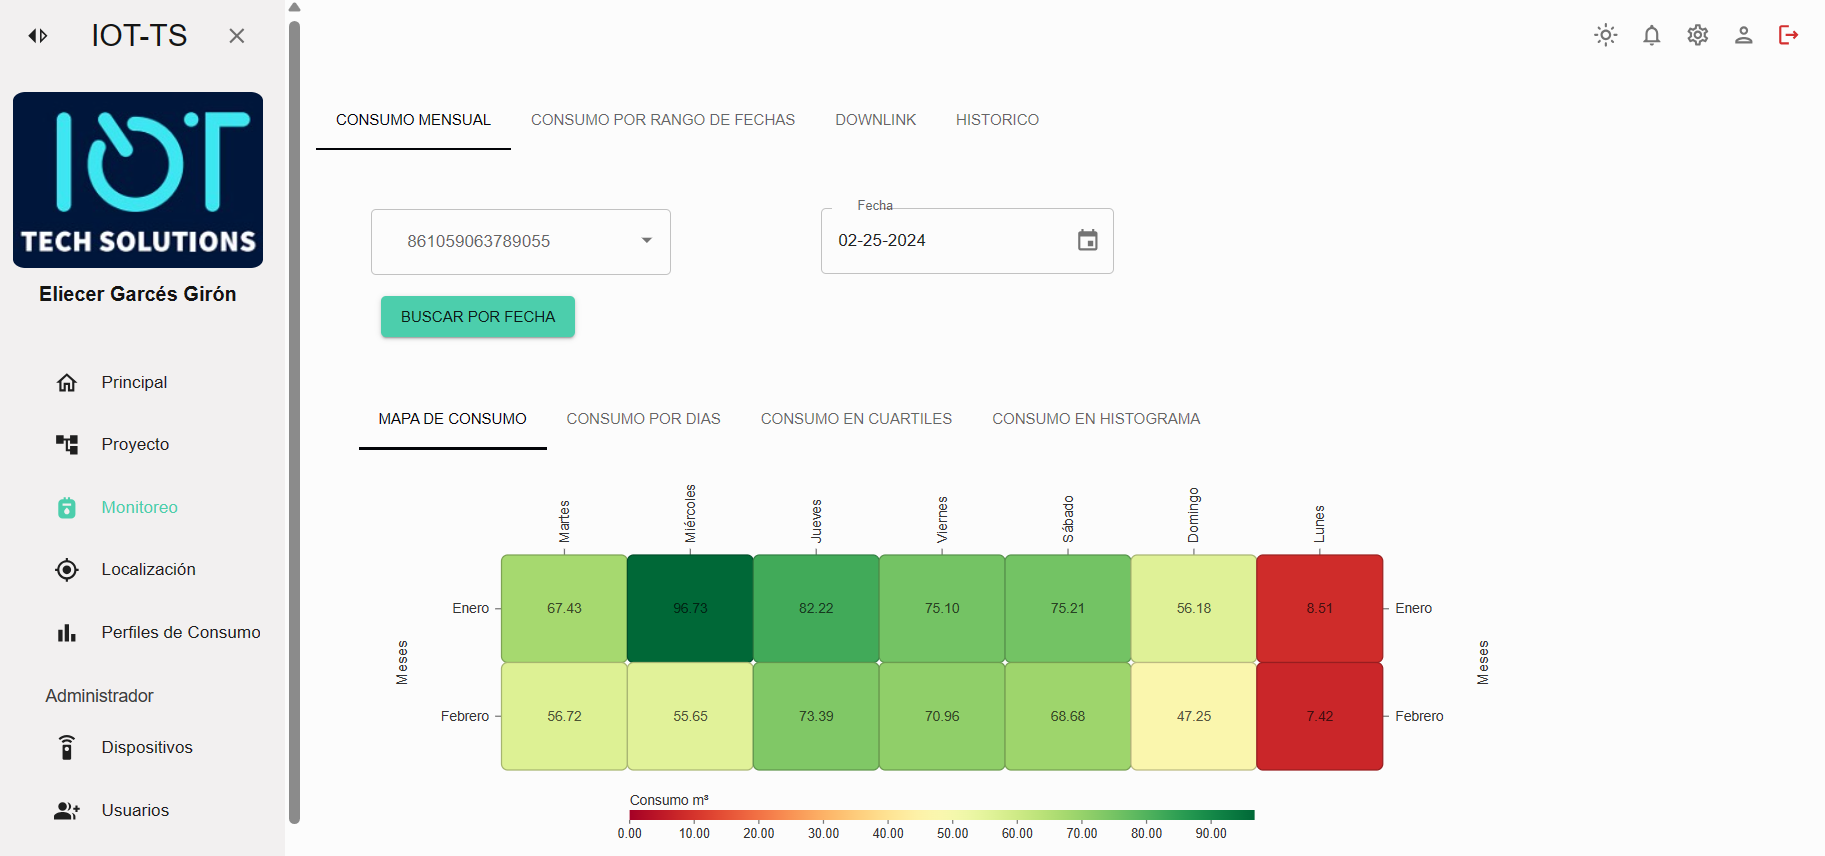 IOT-TS
IOT
TECH SOLUTIONS
Eliecer Garcés Girón
Principal
Proyecto
Monitoreo
Localización
Perfiles de Consumo
Administrador
Dispositivos
Usuarios
CONSUMO MENSUAL CONSUMO POR RANGO DE FECHAS DOWNLINK HISTORICO
Fecha
861059063789055 02-25-2024
BUSCAR POR FECHA
MAPA DE CONSUMO CONSUMO POR DIAS CONSUMO EN CUARTILES CONSUMO EN HISTOGRAMA
Martes Miércoles Jueves Viernes Sábado Domingo Lunes
Enero 67.43 96.73 82.22 75.10 75.21 56.18 8.51 Enero
Meses Meses
Febrero 56.72 55.65 73.39 70.96 68.68 47.25 7.42 Febrero
Consumo m³
0.00 10.00 20.00 30.00 40.00 50.00 60.00 70.00 80.00 90.00